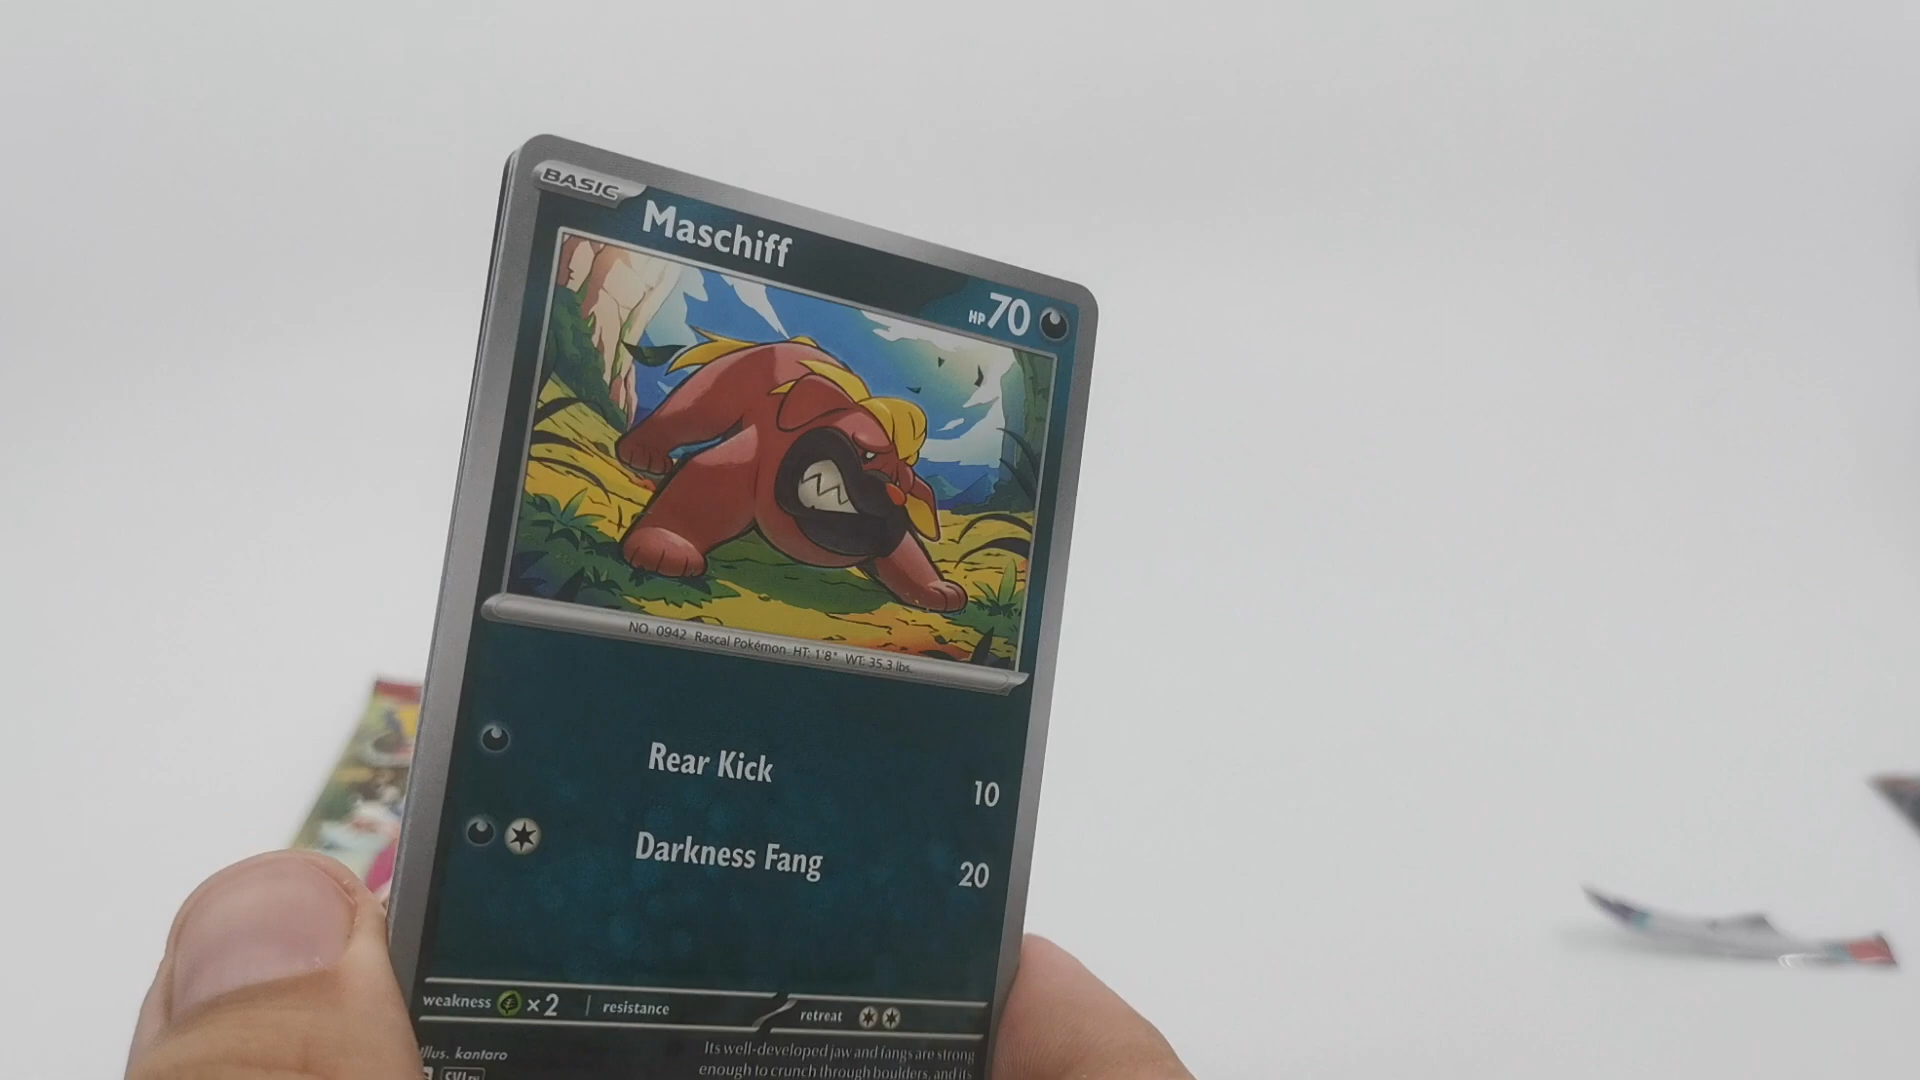 BASIC
Maschiff
HP 70
NO. 0942 Rascal Pokémon HT: 1'8" WT: 35.3 lbs.
Rear Kick 10
Darkness Fang 20
weakness ×2 resistance retreat
Illus. kantaro
Its well-developed jaw and fangs are strong
enough to crunch through boulders, and its